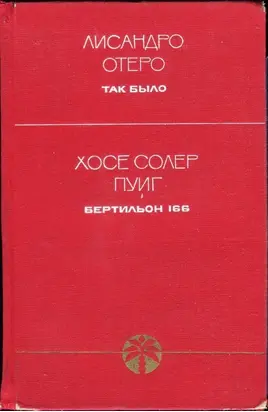 ЛИСАНДРО
ОТЕРО
ТАК БЫЛО
ХОСЕ СОЛЕР
ПУИГ
БЕРТИЛЬОН 166